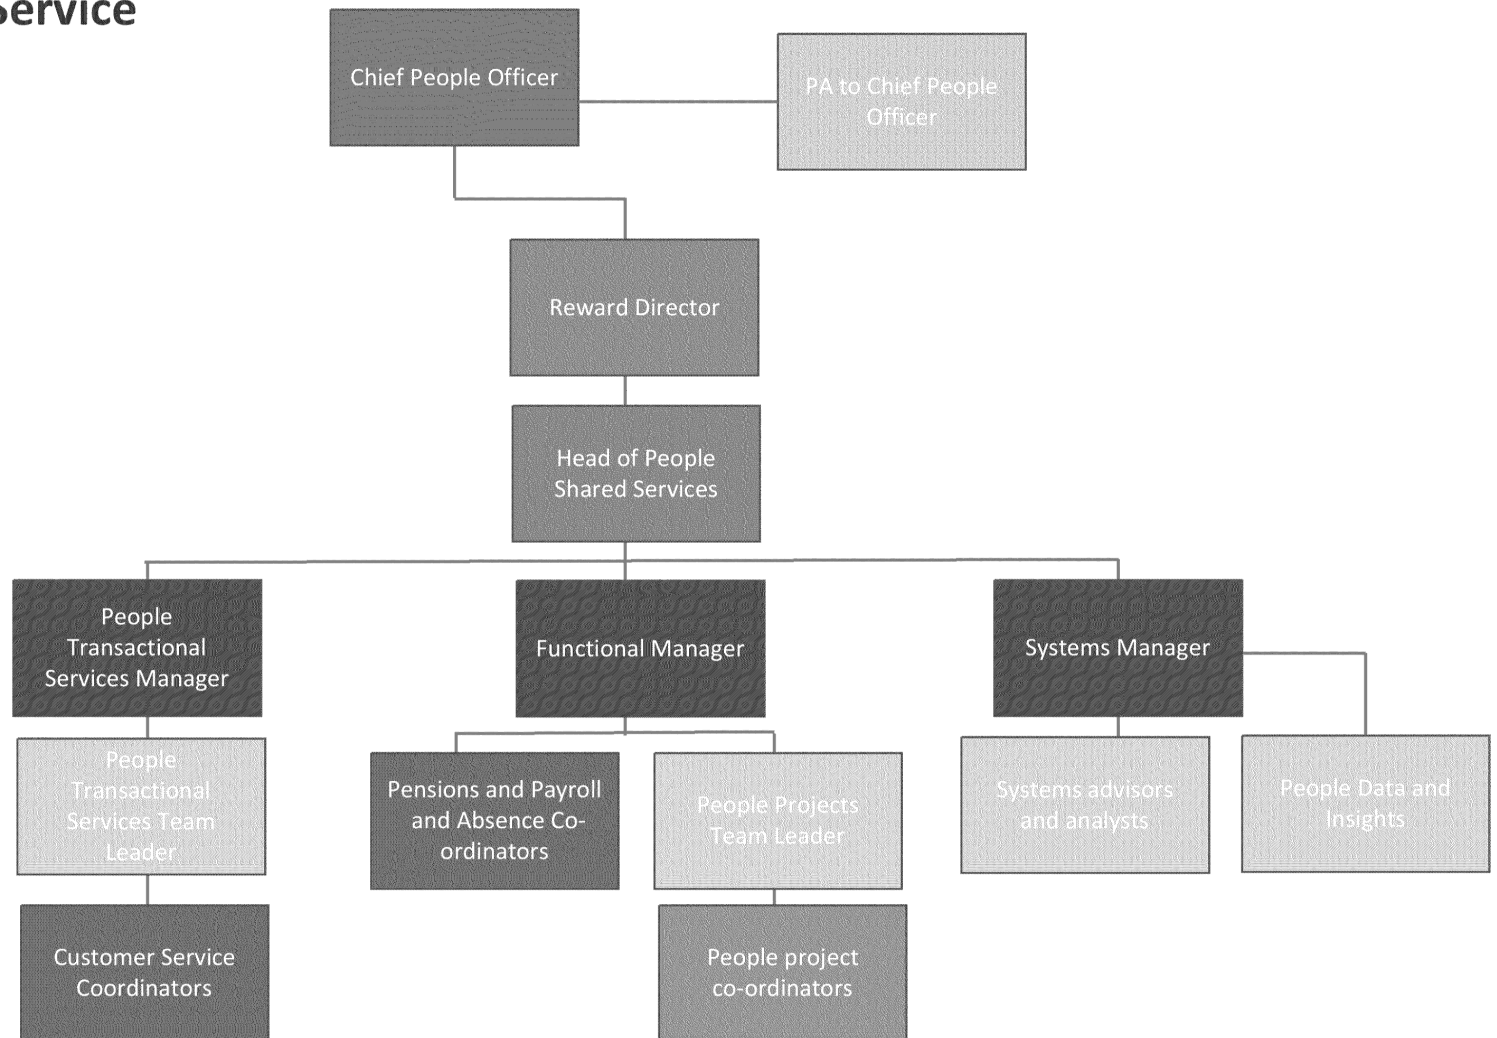 Service
Chief People Officer
PA to Chief People
Officer
Reward Director
Head of People
Shared Services
People
Transactional
Services Manager
Functional Manager
Systems Manager
People
Transactional
Services Team
Leader
Pensions and Payroll
and Absence Co-
ordinators
People Projects
Team Leader
Systems advisors
and analysts
People Data and
Insights
Customer Service
Coordinators
People project
co-ordinators